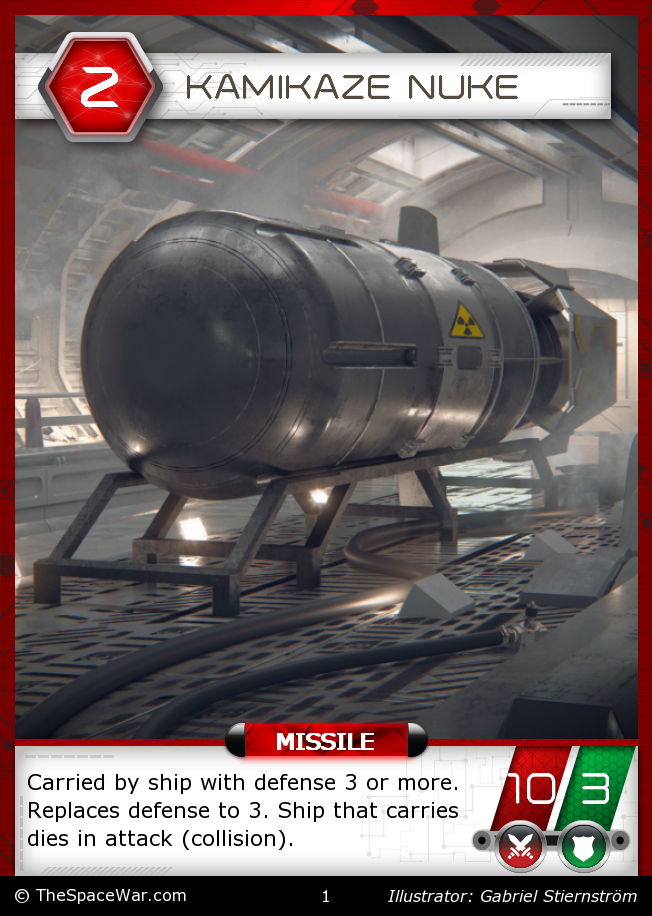 2
KAMIKAZE NUKE
MISSILE
Carried by ship with defense 3 or more.
Replaces defense to 3. Ship that carries
dies in attack (collision).
10 3
© TheSpaceWar.com 1 Illustrator: Gabriel Stiernström